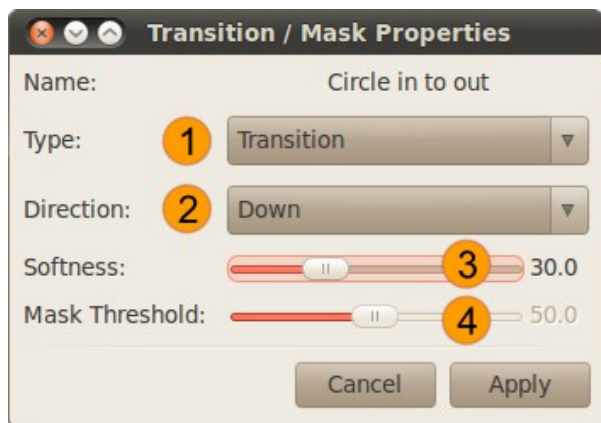 Transition / Mask Properties
Name: Circle in to out
Type: 1 Transition
Direction: 2 Down
Softness: 3 30.0
Mask Threshold: 4 50.0
Cancel Apply